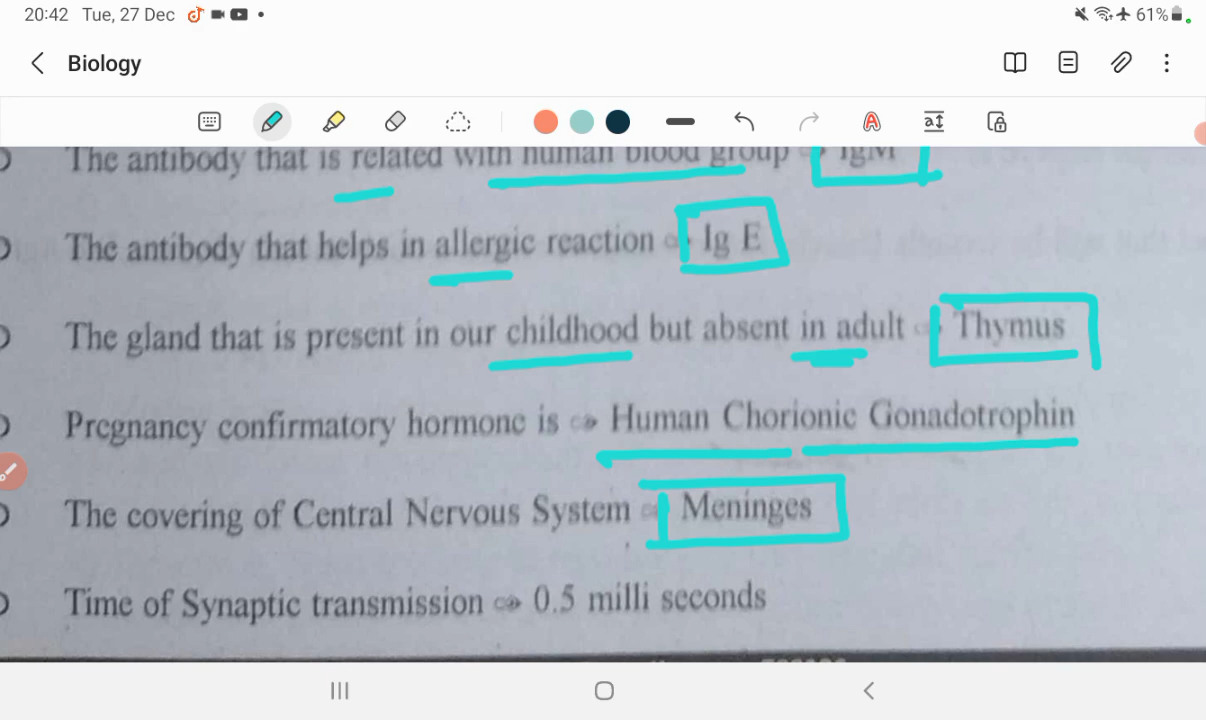 20:42 Tue, 27 Dec 61%
Biology
The antibody that is related with human blood group ⇨ IgM
The antibody that helps in allergic reaction ⇨ Ig E
The gland that is present in our childhood but absent in adult ⇨ Thymus
Pregnancy confirmatory hormone is ⇨ Human Chorionic Gonadotrophin
The covering of Central Nervous System ⇨ Meninges
Time of Synaptic transmission ⇨ 0.5 milli seconds